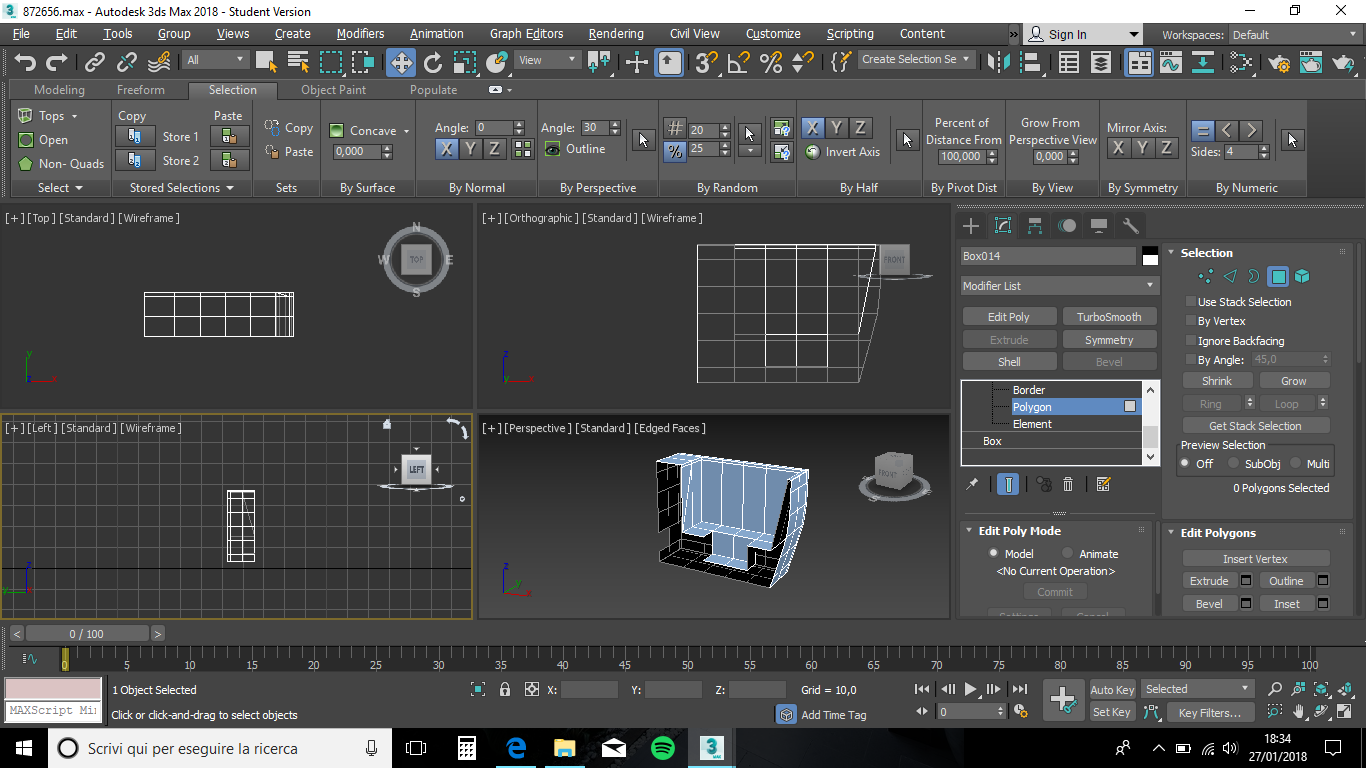 872656.max - Autodesk 3ds Max 2018 - Student Version
File Edit Tools Group Views Create Modifiers Animation Graph Editors Rendering Civil View Customize Scripting Content » Sign In Workspaces: Default
All View Create Selection Se
Modeling Freeform Selection Object Paint Populate
Tops Copy Paste Copy Concave Angle: 0 Angle: 30 20 X Y Z Percent of Grow From Mirror Axis: = < >
Open Store 1 Paste 0,000 X Y Z Outline % 25 Invert Axis Distance From Perspective View X Y Z Sides: 4
Non- Quads Store 2 100,000 0,000
Select Stored Selections Sets By Surface By Normal By Perspective By Random By Half By Pivot Dist By View By Symmetry By Numeric
[+] [Top] [Standard] [Wireframe]
N
W TOP E
S
y
z x
[+] [Orthographic] [Standard] [Wireframe]
FRONT
z
y x
[+] [Left] [Standard] [Wireframe]
LEFT
z
y x
[+] [Perspective] [Standard] [Edged Faces]
FRONT
S
z
y
x
Box014
Modifier List
Edit Poly TurboSmooth
Extrude Symmetry
Shell Bevel
Border
Polygon
Element
Box
Edit Poly Mode
Model Animate
<No Current Operation>
Commit
Settings Cancel
Selection
Use Stack Selection
By Vertex
Ignore Backfacing
By Angle: 45,0
Shrink Grow
Ring Loop
Get Stack Selection
Preview Selection
Off SubObj Multi
0 Polygons Selected
Edit Polygons
Insert Vertex
Extrude Outline
Bevel Inset
< 0 / 100 >
0 5 10 15 20 25 30 35 40 45 50 55 60 65 70 75 80 85 90 95 100
MAXScript Mi
1 Object Selected X: Y: Z: Grid = 10,0 Auto Key Selected
Click or click-and-drag to select objects Add Time Tag 0 Set Key Key Filters...
Scrivi qui per eseguire la ricerca
3
MAX
18:34
27/01/2018